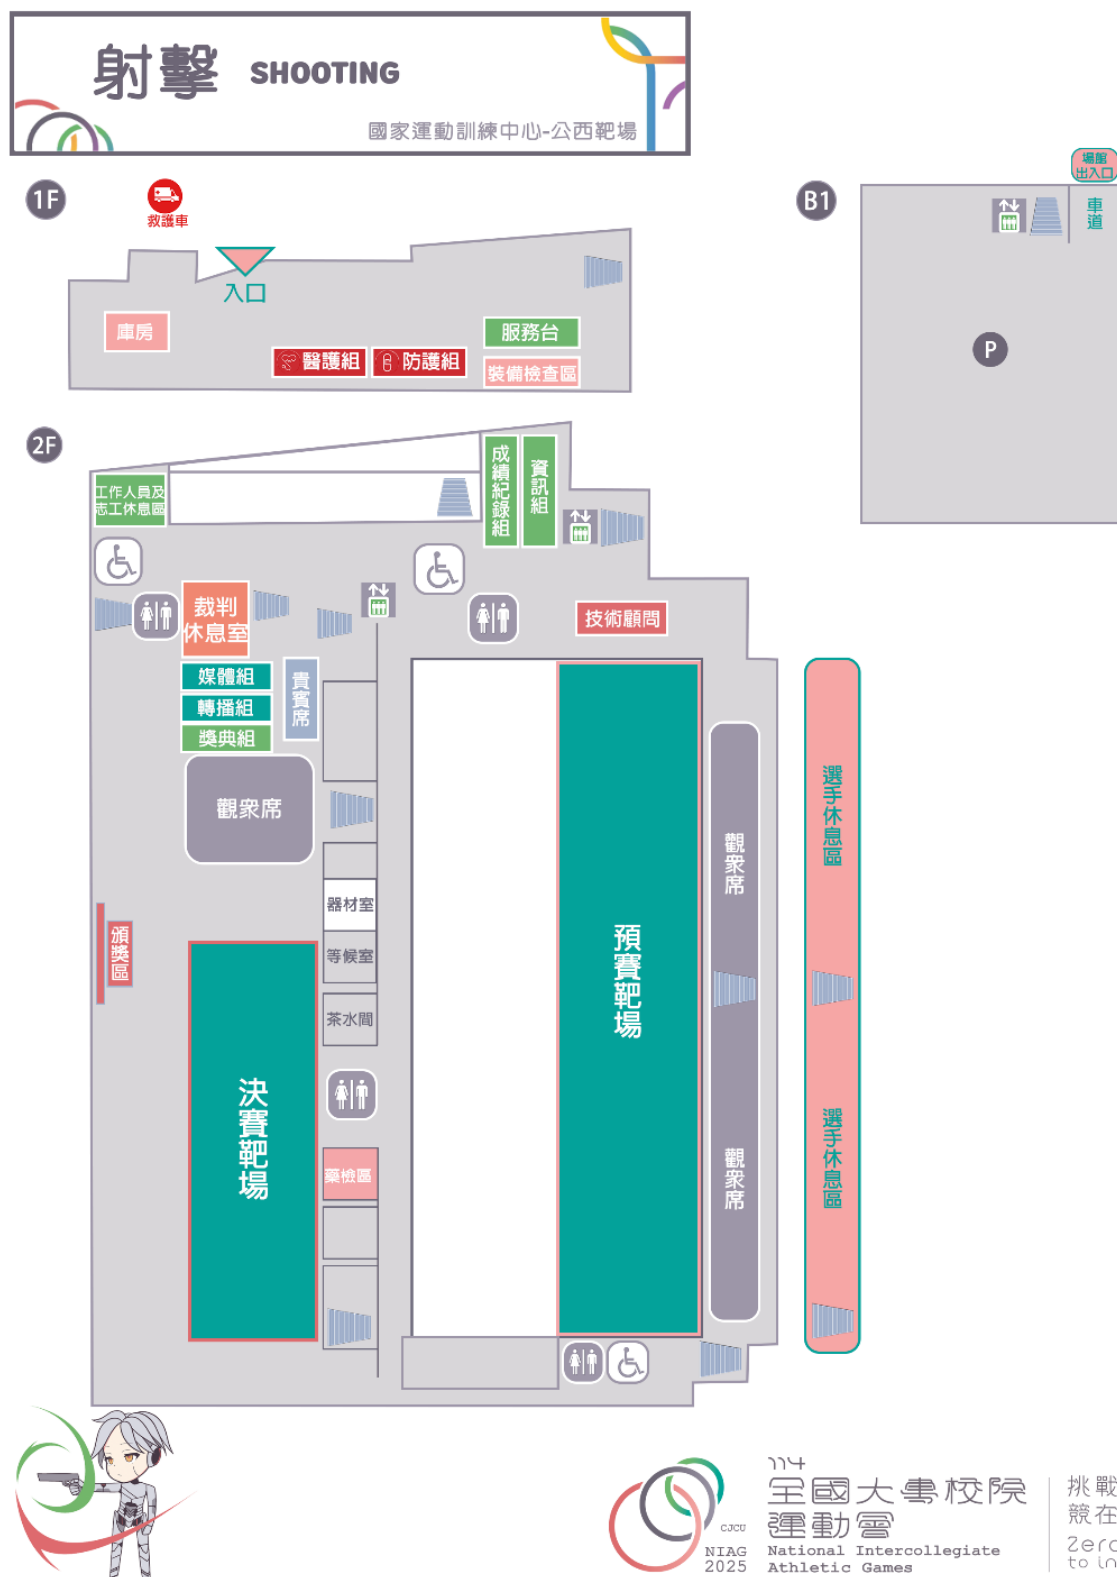 射擊 SHOOTING
國家運動訓練中心-公西靶場
1F
救護車
入口
庫房
醫護組
防護組
服務台
裝備檢查區
B1
場館
出入口
車道
P
2F
工作人員及
志工休息區
成績紀錄組
資訊組
裁判
休息室
技術顧問
媒體組
轉播組
獎典組
貴賓席
觀眾席
器材室
等候室
茶水間
頒獎區
決賽靶場
藥檢區
預賽靶場
觀眾席
觀眾席
選手休息區
選手休息區
CJCU
NIAG
2025
114
全國大專校院
運動會
National Intercollegiate
Athletic Games
挑戰
競在
Zero
to in